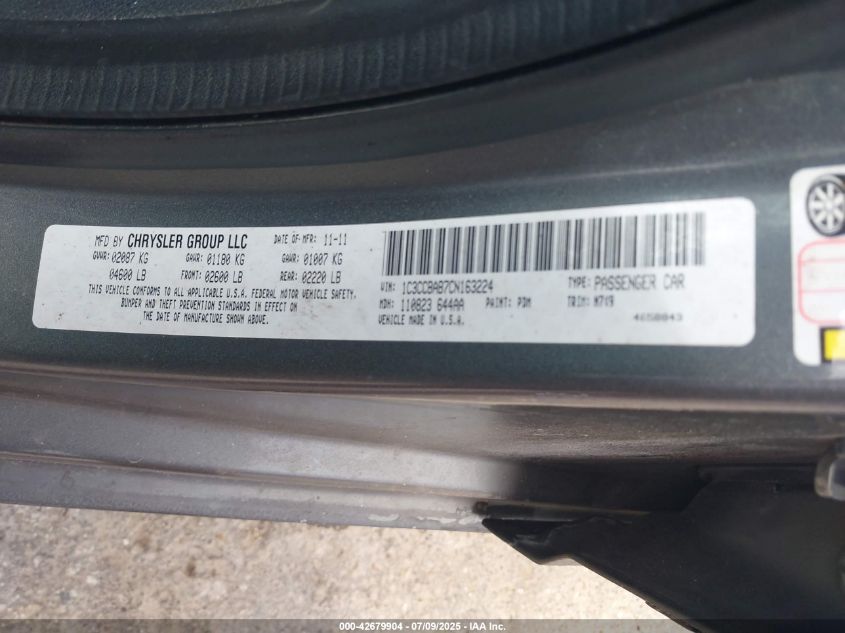 MFD BY CHRYSLER GROUP LLC DATE OF MFR: 11-11
GVWR: 02087 KG GAWR: 01180 KG GAWR: 01007 KG
04600 LB FRONT: 02600 LB REAR: 02220 LB
THIS VEHICLE CONFORMS TO ALL APPLICABLE U.S.A. FEDERAL MOTOR VEHICLE SAFETY,
BUMPER AND THEFT PREVENTION STANDARDS IN EFFECT ON
THE DATE OF MANUFACTURE SHOWN ABOVE.
VIN: 1C3CCBAB7CN163224 TYPE: PASSENGER CAR
MDH: 110823 644AA PAINT: PDM TRIM: M7X9
VEHICLE MADE IN U.S.A. 4658843
000-42679904 | 07/09/2025 - IAA Inc.